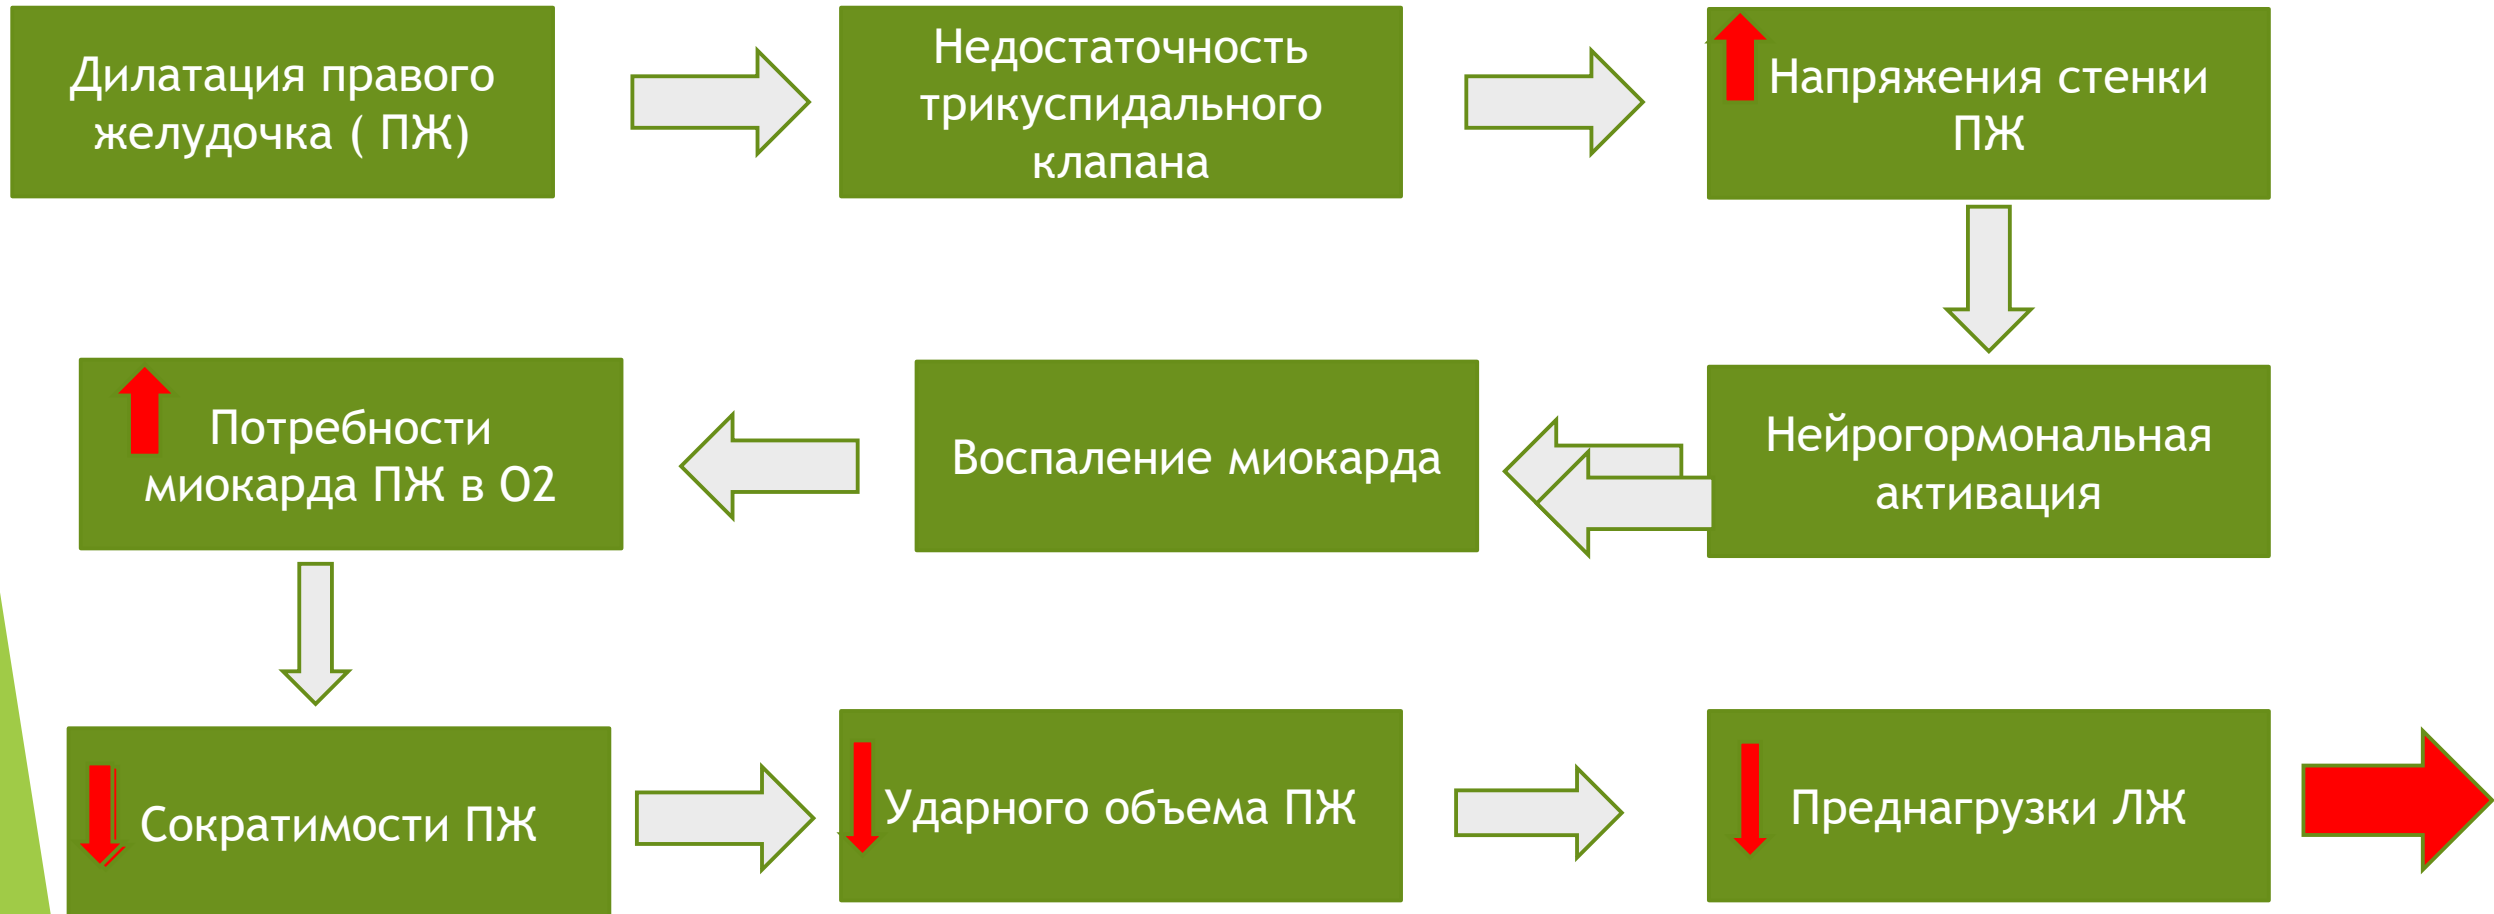 Дилатация правого
желудочка ( ПЖ)
Недостаточность
трикуспидального
клапана
Напряжения стенки
ПЖ
Потребности
миокарда ПЖ в О2
Воспаление миокарда
Нейрогормональная
активация
Сократимости ПЖ
Ударного объема ПЖ
Преднагрузки ЛЖ